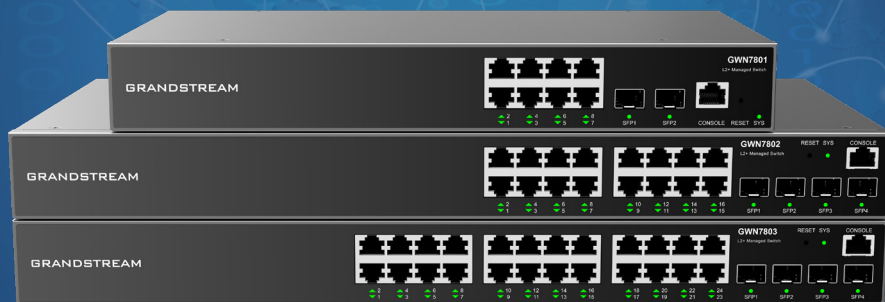 GWN7801
L2+ Managed Switch
GRANDSTREAM
2 4 6 8
1 3 5 7
SFP1 SFP2 CONSOLE RESET SYS
GWN7802 RESET SYS CONSOLE
L2+ Managed Switch
GRANDSTREAM
2 4 6 8 10 12 14 16
1 3 5 7 9 11 13 15
SFP1 SFP2 SFP3 SFP4
GWN7803 RESET SYS CONSOLE
L2+ Managed Switch
GRANDSTREAM
2 4 6 8 10 12 14 16 18 20 22 24
1 3 5 7 9 11 13 15 17 19 21 23
SFP1 SFP2 SFP3 SFP4